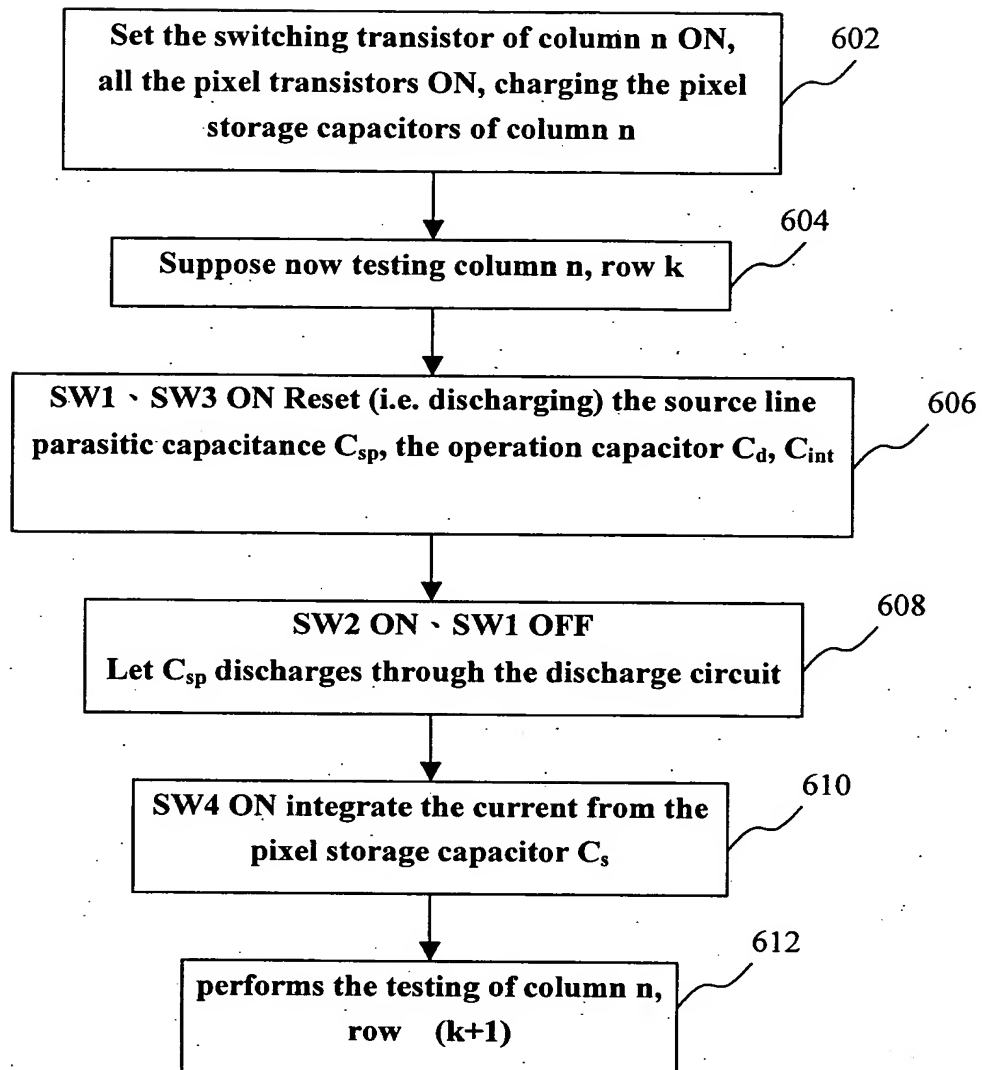 Set the switching transistor of column n ON,
all the pixel transistors ON, charging the pixel
storage capacitors of column n
602
Suppose now testing column n, row k
604
SW1、SW3 ON Reset (i.e. discharging) the source line
parasitic capacitance Csp, the operation capacitor Cd, Cint
606
SW2 ON、SW1 OFF
Let Csp discharges through the discharge circuit
608
SW4 ON integrate the current from the
pixel storage capacitor Cs
610
performs the testing of column n,
row (k+1)
612